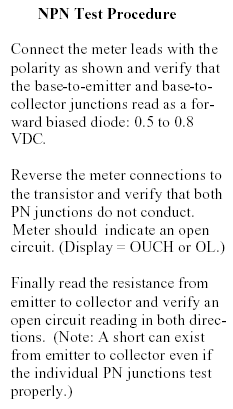 NPN Test Procedure
Connect the meter leads with the
polarity as shown and verify that
the base-to-emitter and base-to-
collector junctions read as a for-
ward biased diode: 0.5 to 0.8
VDC.
Reverse the meter connections to
the transistor and verify that both
PN junctions do not conduct.
Meter should indicate an open
circuit. (Display = OUCH or OL.)
Finally read the resistance from
emitter to collector and verify an
open circuit reading in both direc-
tions. (Note: A short can exist
from emitter to collector even if
the individual PN junctions test
properly.)